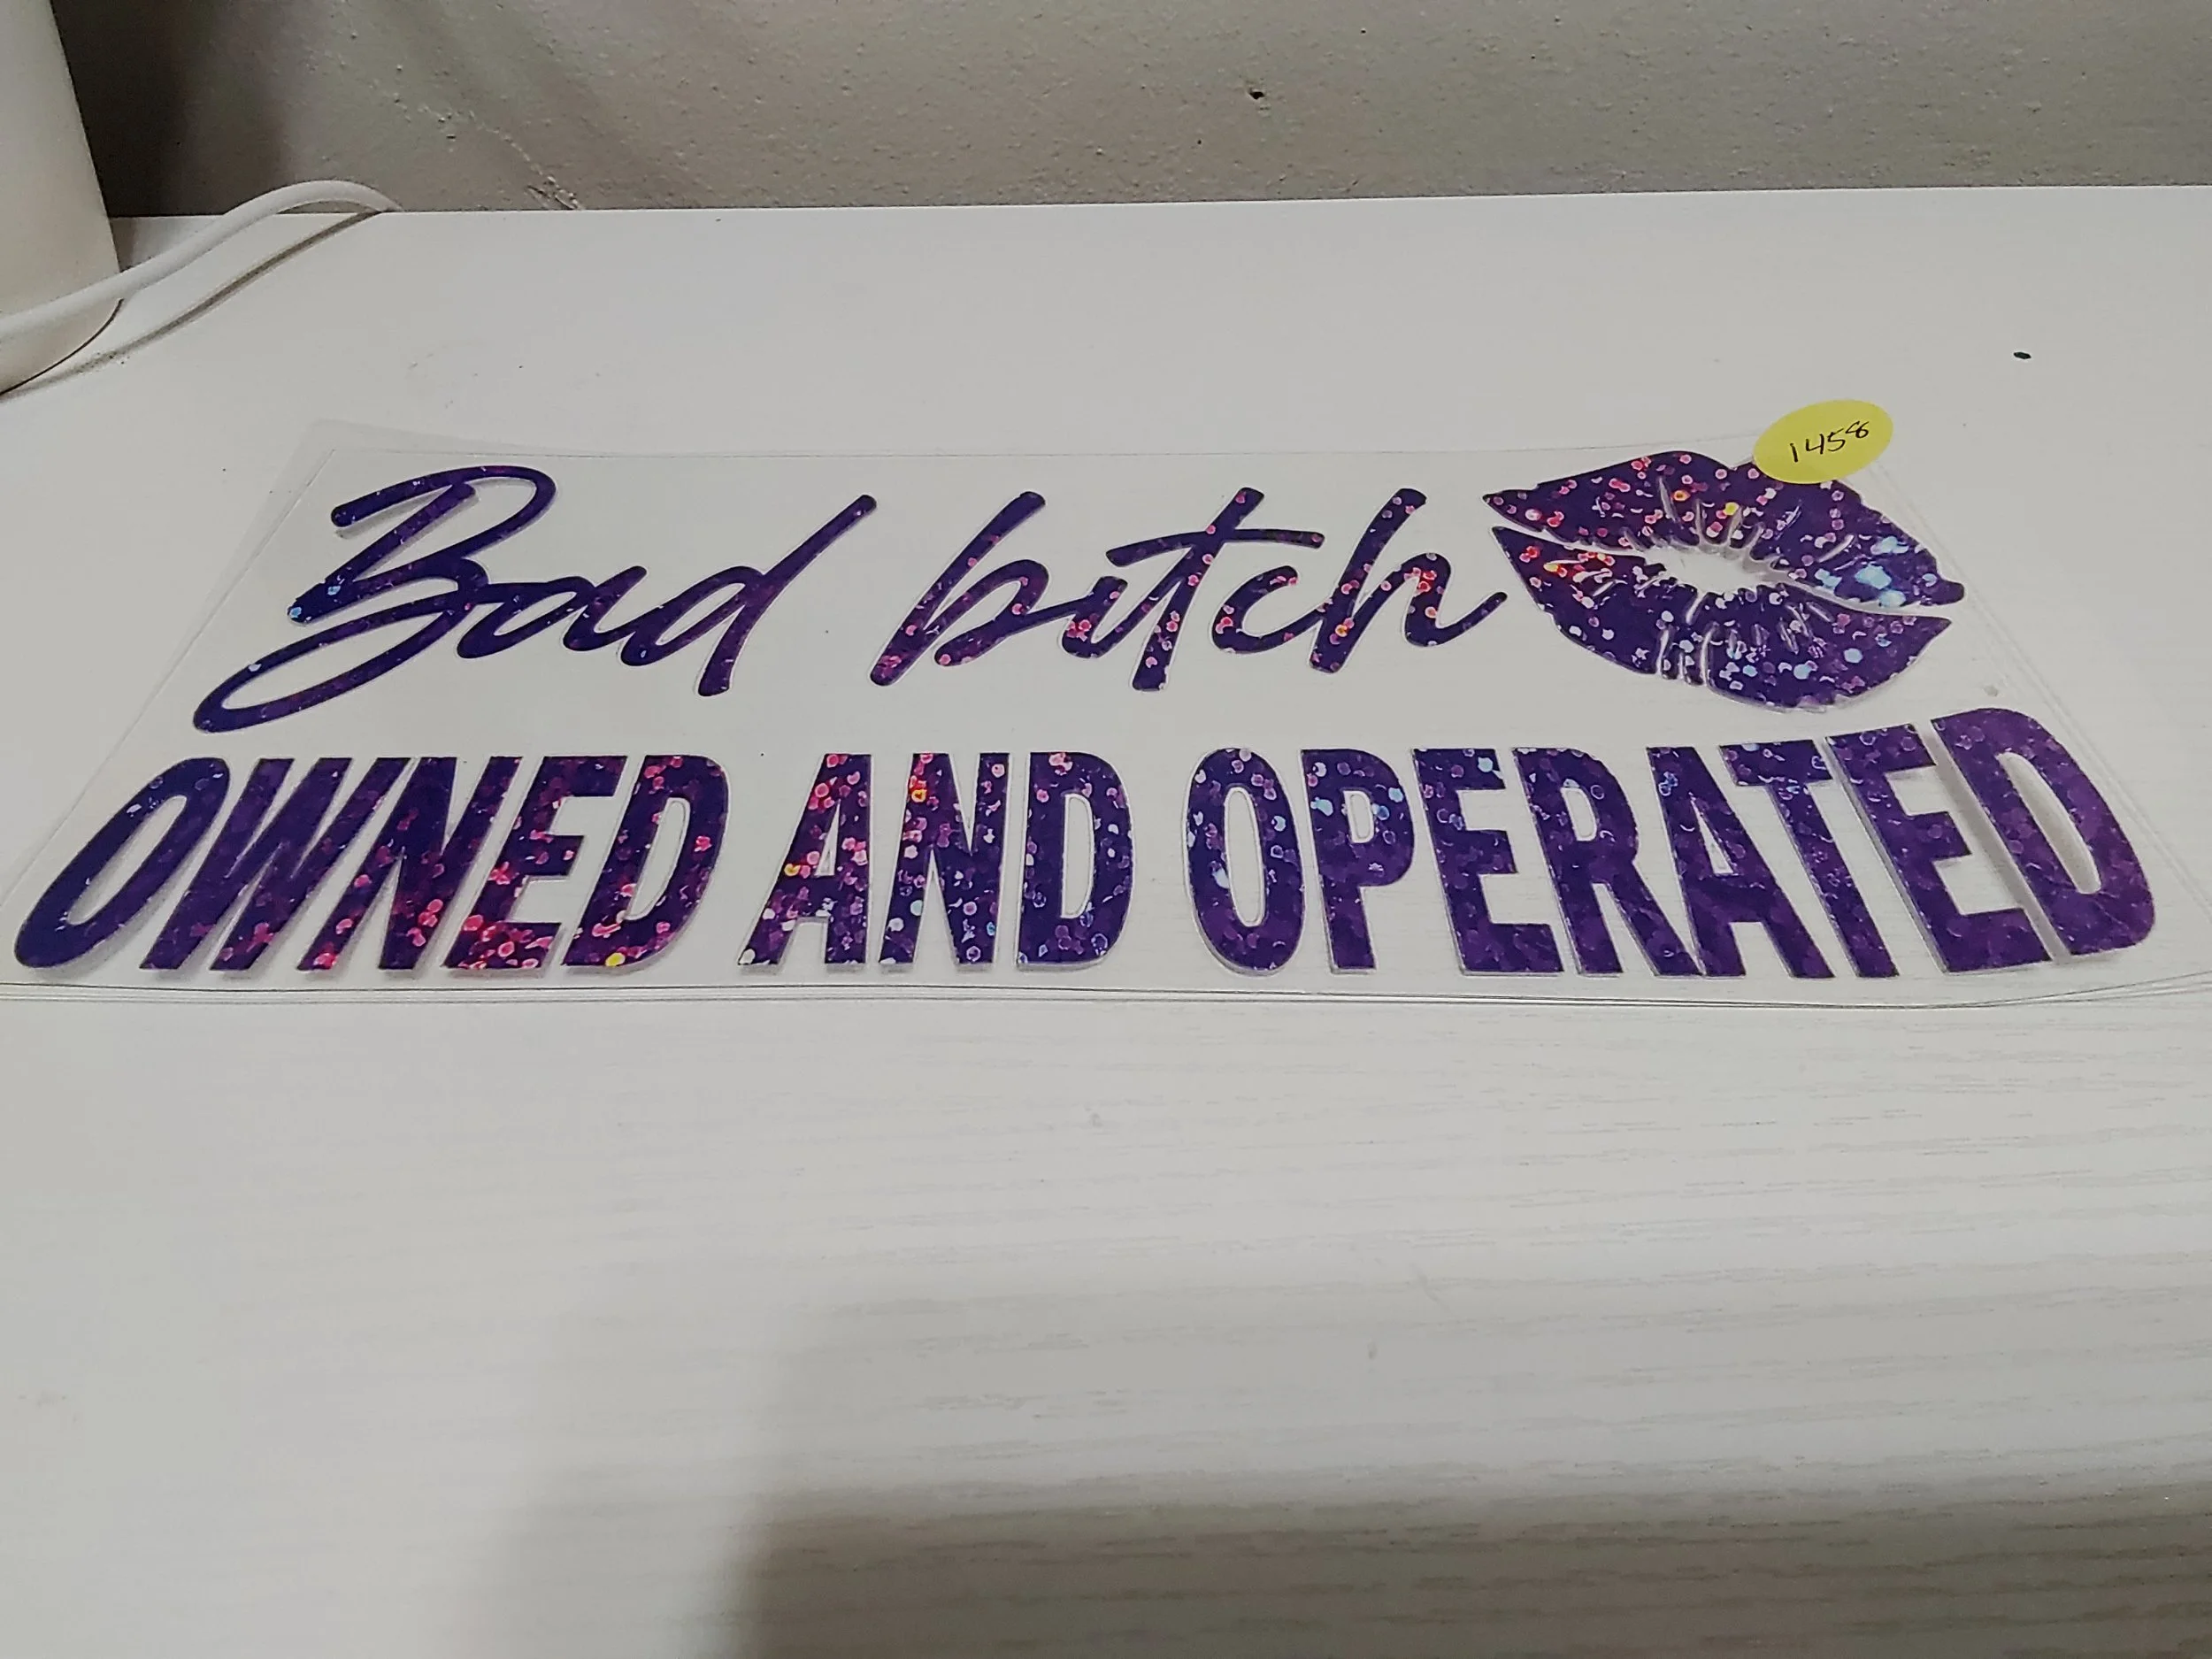 1458
Bad bitch
OWNED AND OPERATED